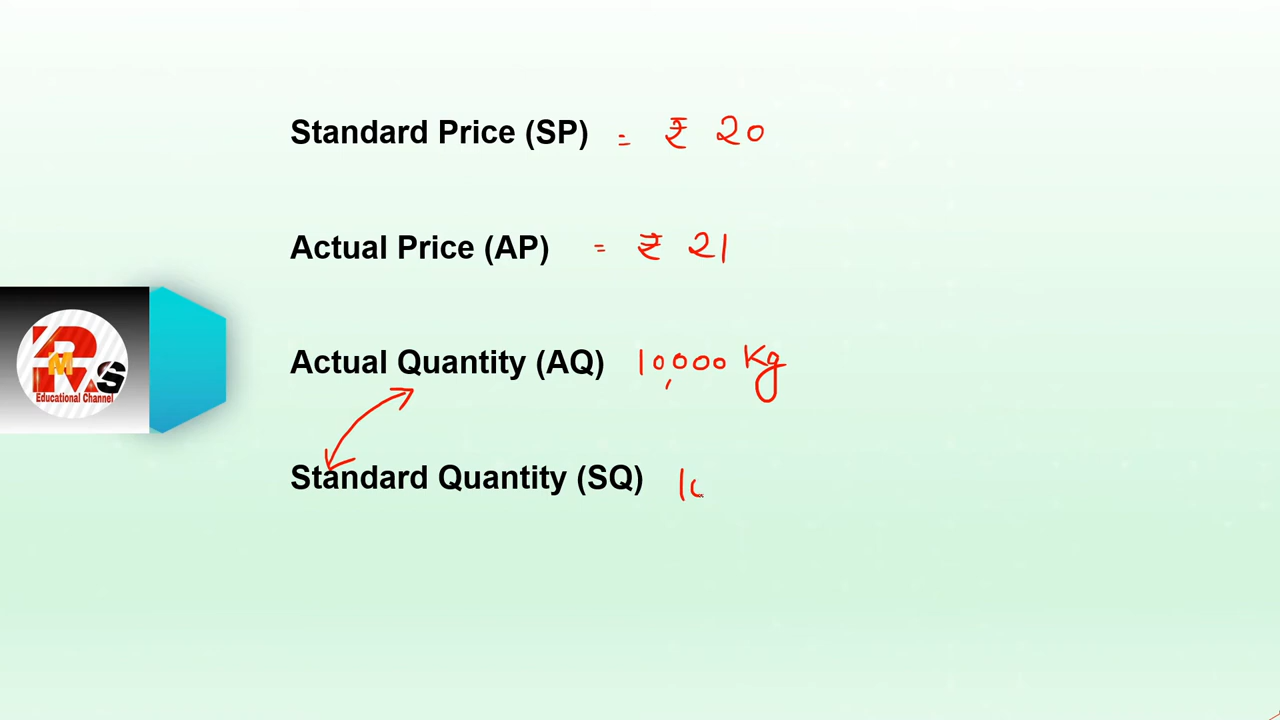 Standard Price (SP) = ₹ 20
Actual Price (AP) = ₹ 21
Actual Quantity (AQ) 10,000 Kg
Educational Channel
Standard Quantity (SQ)